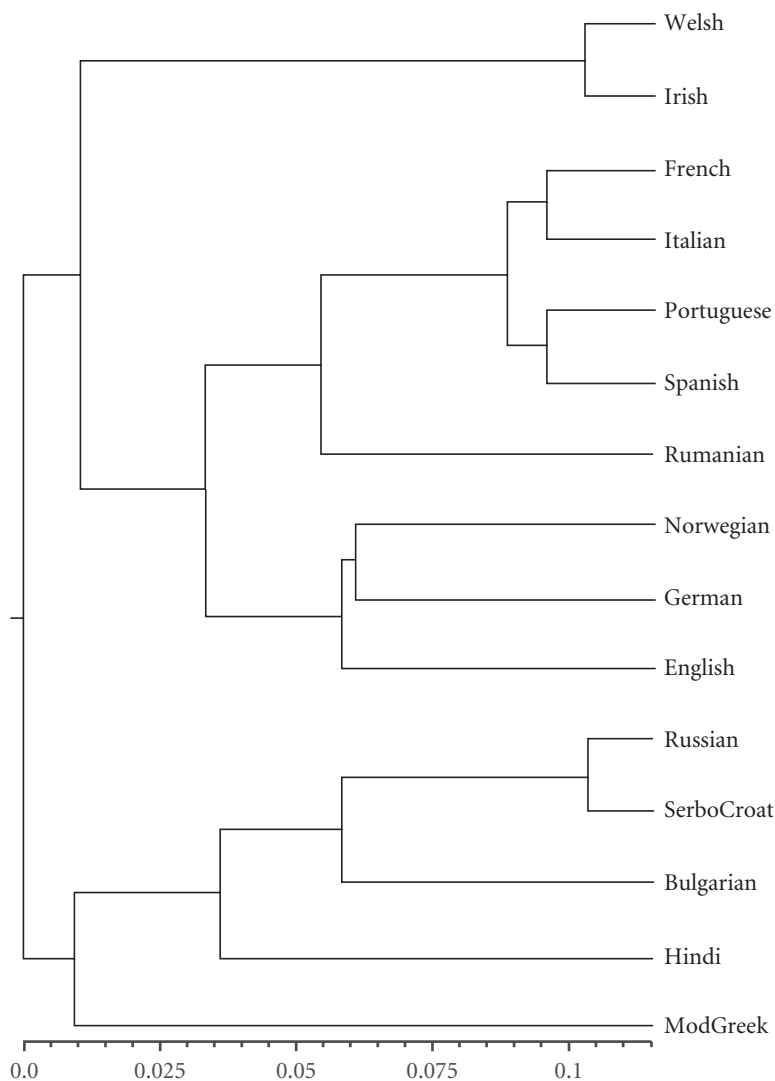 Welsh
Irish
French
Italian
Portuguese
Spanish
Rumanian
Norwegian
German
English
Russian
SerboCroat
Bulgarian
Hindi
ModGreek
0.0 0.025 0.05 0.075 0.1